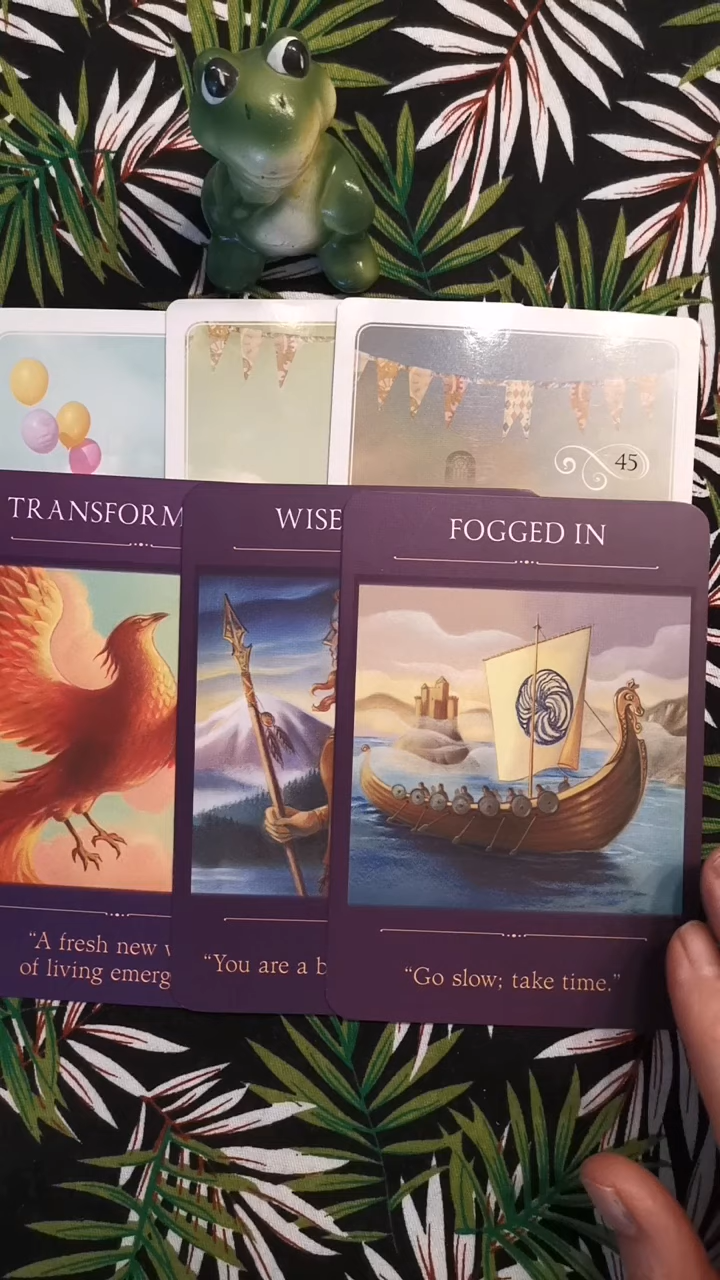 45
TRANSFORM
WISE
FOGGED IN
"A fresh new
of living emerg
"You are a b
"Go slow; take time."